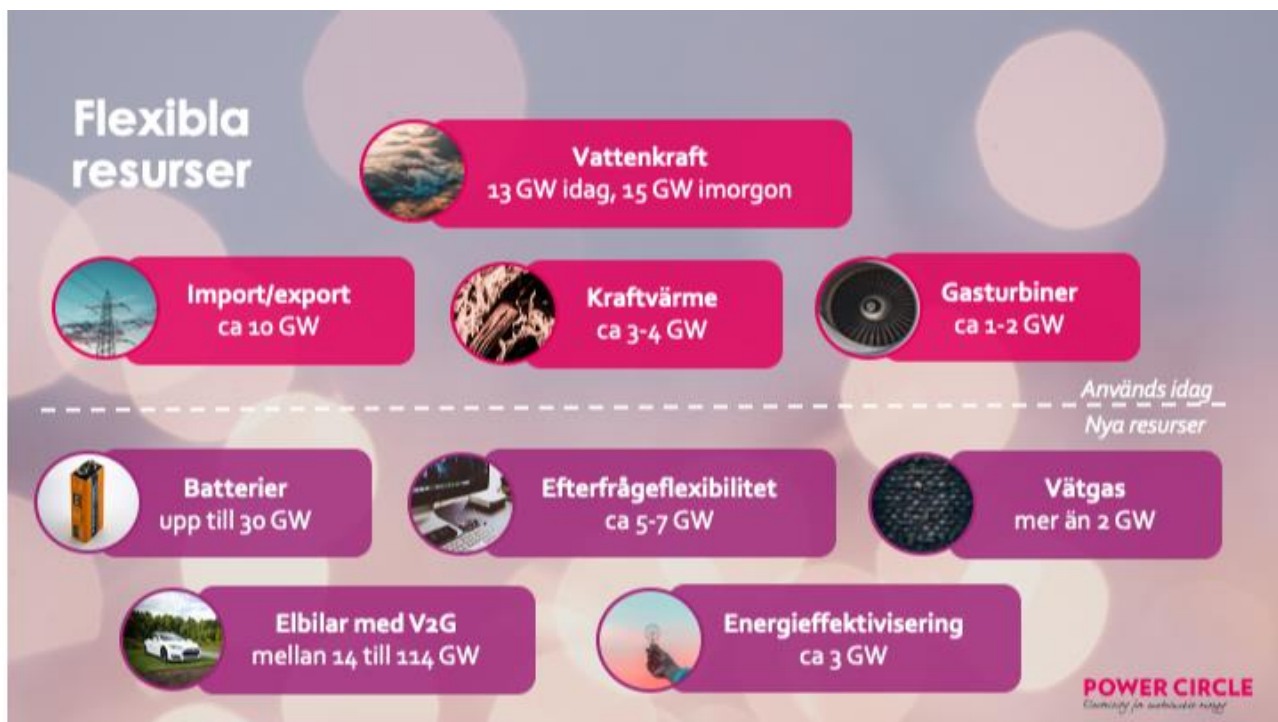 Flexibla
resurser
Vattenkraft
13 GW idag, 15 GW imorgon
Import/export
ca 10 GW
Kraftvärme
ca 3-4 GW
Gasturbiner
ca 1-2 GW
Används idag
Nya resurser
Batterier
upp till 30 GW
Efterfrågeflexibilitet
ca 5-7 GW
Vätgas
mer än 2 GW
Elbilar med V2G
mellan 14 till 114 GW
Energieffektivisering
ca 3 GW
POWER CIRCLE